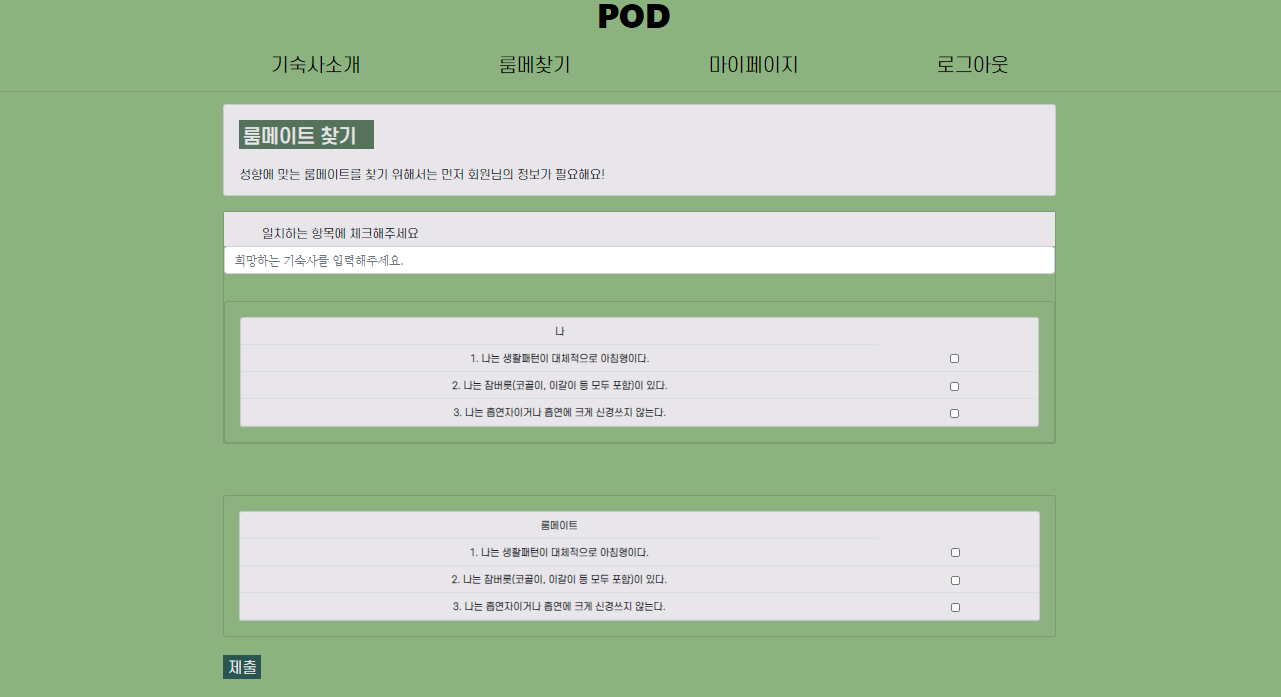 POD
기숙사소개 룸메찾기 마이페이지 로그아웃
룸메이트 찾기
성향에 맞는 룸메이트를 찾기 위해서는 먼저 회원님의 정보가 필요해요!
일치하는 항목에 체크해주세요
희망하는 기숙사를 입력해주세요.
나
1. 나는 생활패턴이 대체적으로 아침형이다.
2. 나는 잠버릇(코골이, 이갈이 등 모두 포함)이 있다.
3. 나는 흡연자이거나 흡연에 크게 신경쓰지 않는다.
룸메이트
1. 나는 생활패턴이 대체적으로 아침형이다.
2. 나는 잠버릇(코골이, 이갈이 등 모두 포함)이 있다.
3. 나는 흡연자이거나 흡연에 크게 신경쓰지 않는다.
제출